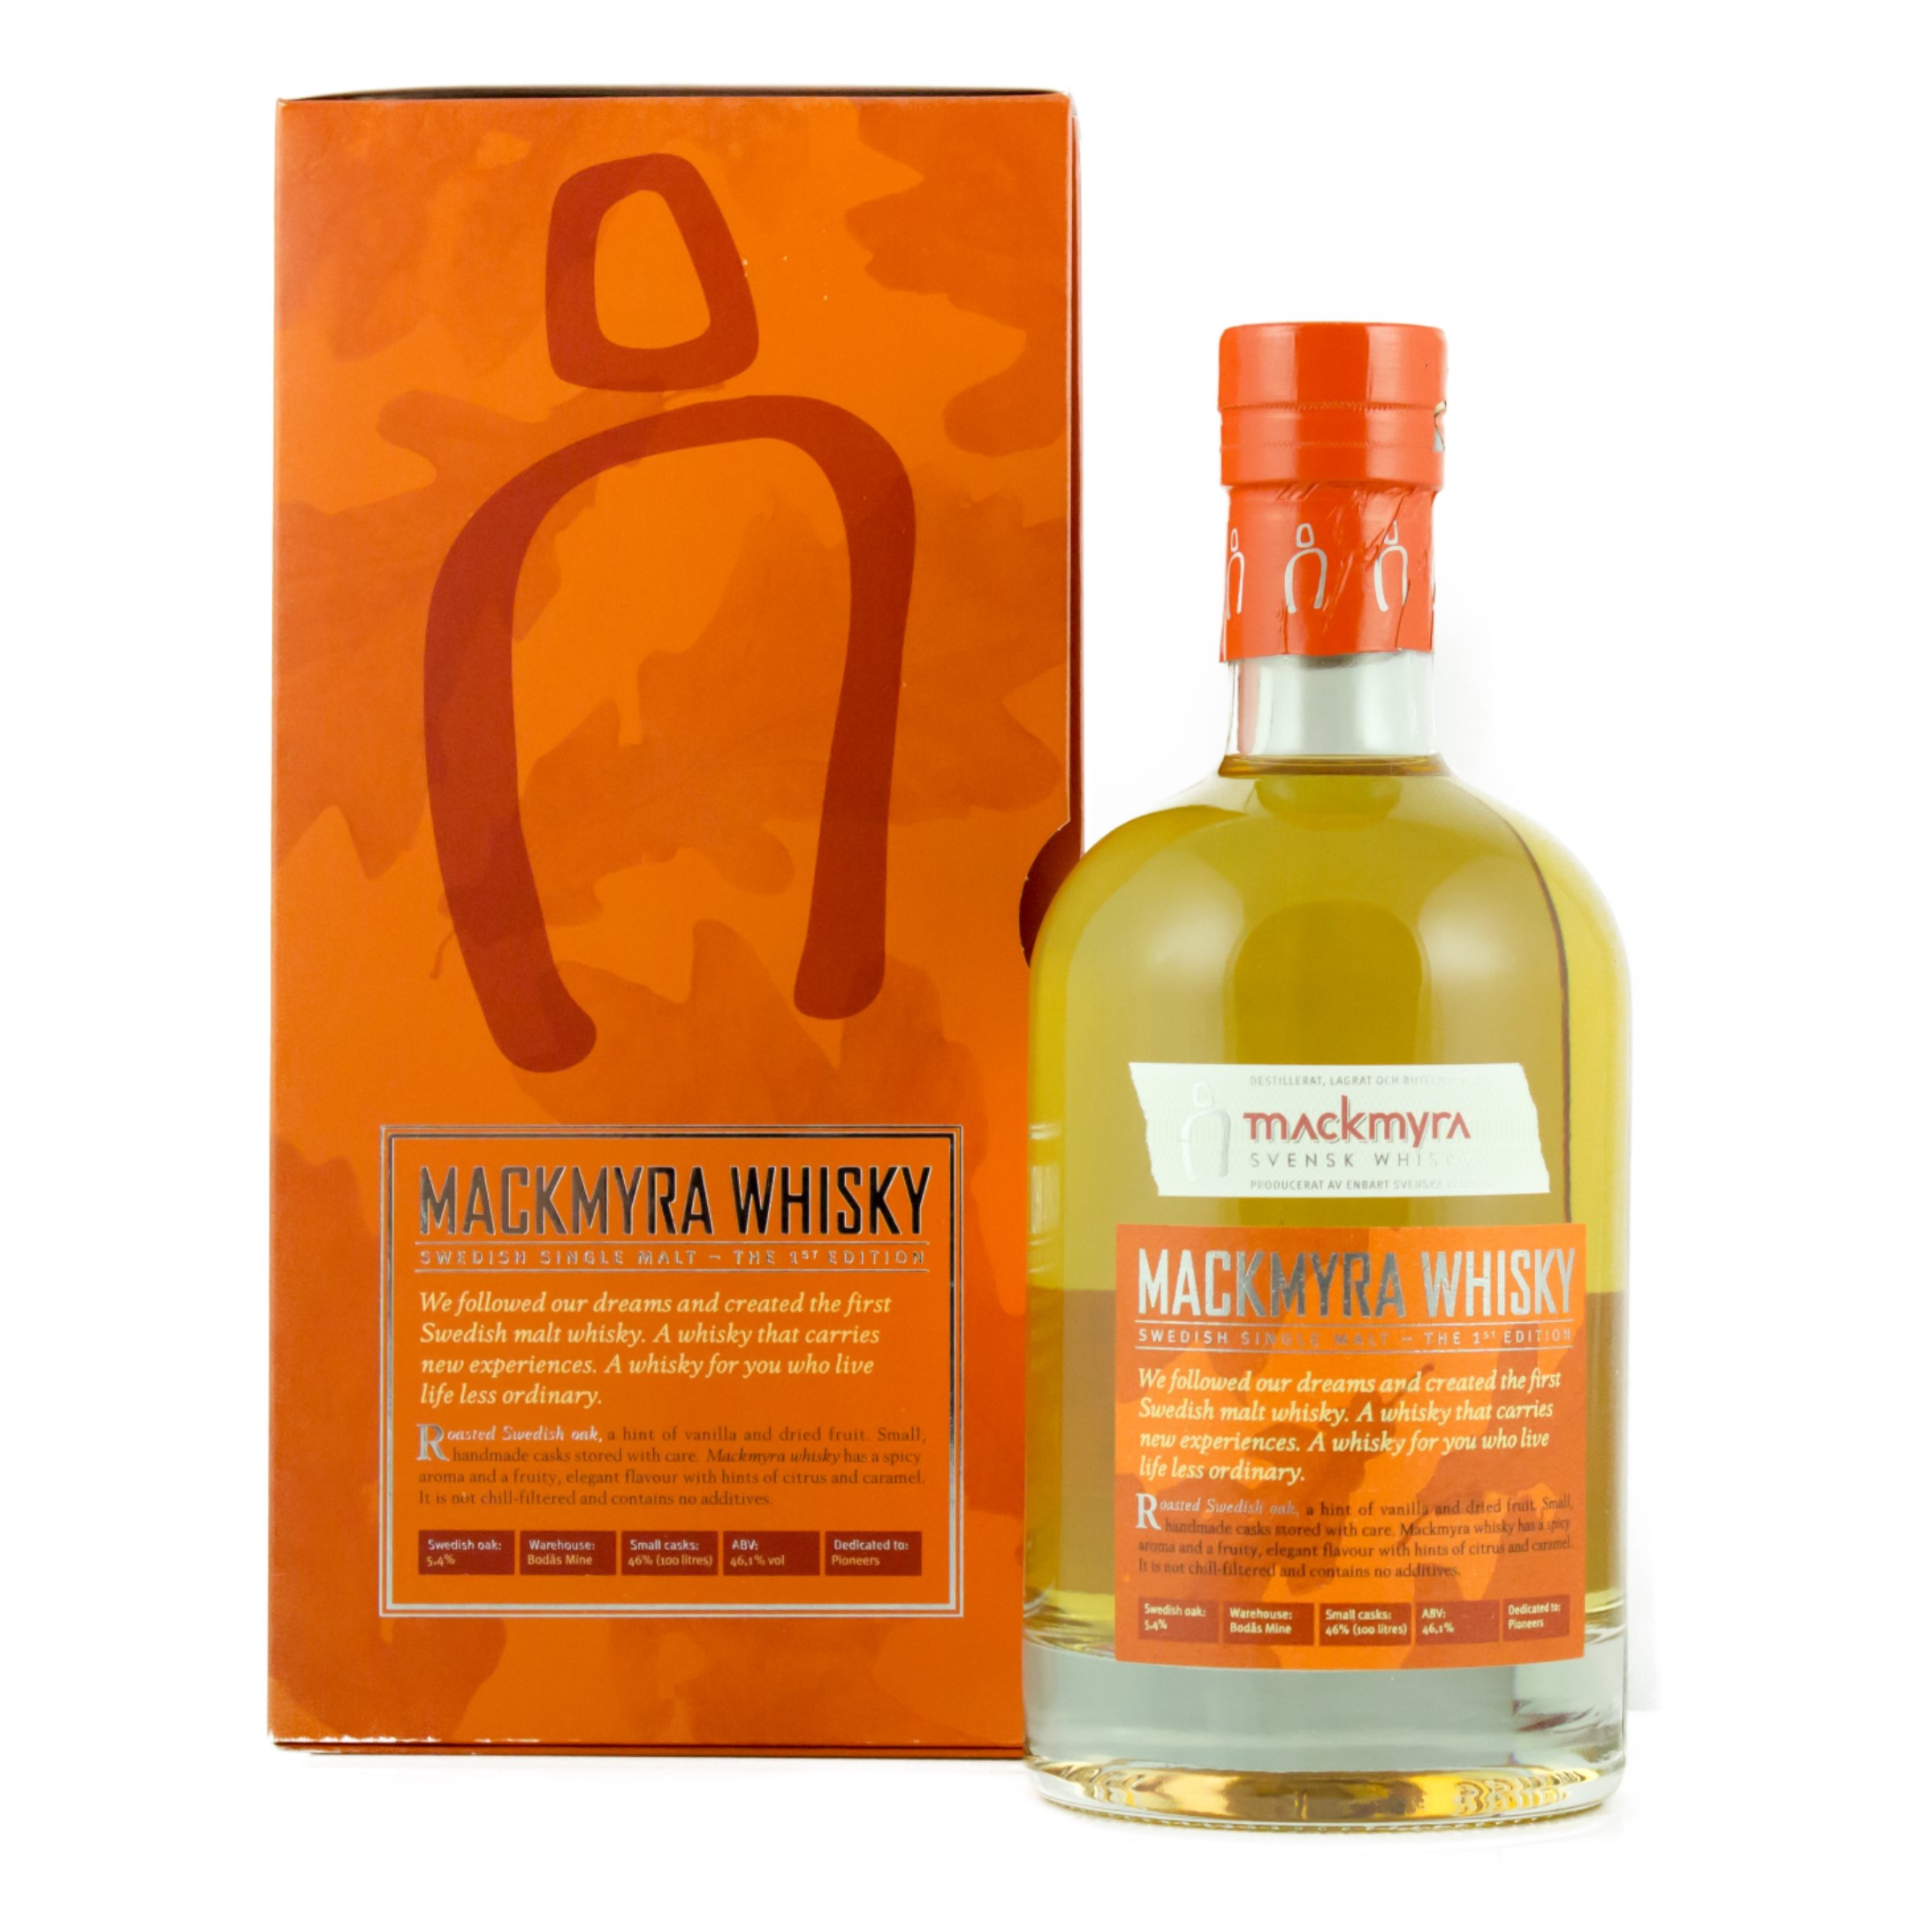 MACKMYRA WHISKY
SWEDISH SINGLE MALT – THE 1ST EDITION
We followed our dreams and created the first
Swedish malt whisky. A whisky that carries
new experiences. A whisky for you who live
life less ordinary.
Roasted Swedish oak, a hint of vanilla and dried fruit. Small,
handmade casks stored with care. Mackmyra whisky has a spicy
aroma and a fruity, elegant flavour with hints of citrus and caramel.
It is not chill-filtered and contains no additives.
Swedish oak:
5.4%
Warehouse:
Bodås Mine
Small casks:
46% (100 litres)
ABV:
46,1% vol
Dedicated to:
Pioneers
DESTILLERAT, LAGRAT OCH
mackmyra
SVENSK
PRODUCERAT AV ENBART SVENSKA
MACKMYRA WHISKY
SWEDISH SINGLE MALT – THE 1ST EDITION
We followed our dreams and created the first
Swedish malt whisky. A whisky that carries
new experiences. A whisky for you who live
life less ordinary.
Roasted Swedish oak, a hint of vanilla and dried fruit. Small,
handmade casks stored with care. Mackmyra whisky has a spicy
aroma and a fruity, elegant flavour with hints of citrus and caramel.
It is not chill-filtered and contains no additives.
Swedish oak:
5.4%
Warehouse:
Bodås Mine
Small casks:
46% (100 litres)
ABV:
46,1%
Dedicated to:
Pioneers